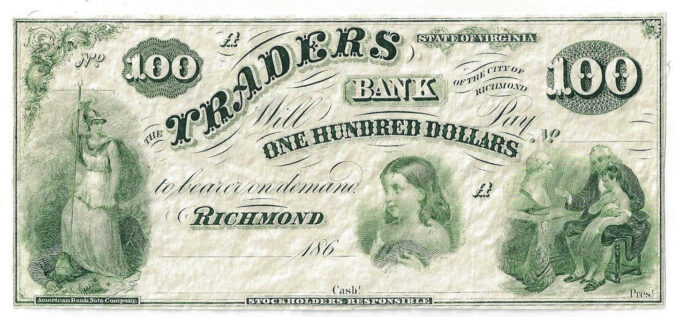 No A STATE OF VIRGINIA
100 TRADERS 100
THE BANK OF THE CITY OF
RICHMOND
Will Pay No
ONE HUNDRED DOLLARS
to bearer on demand. A
RICHMOND
186
Cash! Pres!
American Bank Note Company. STOCKHOLDERS RESPONSIBLE